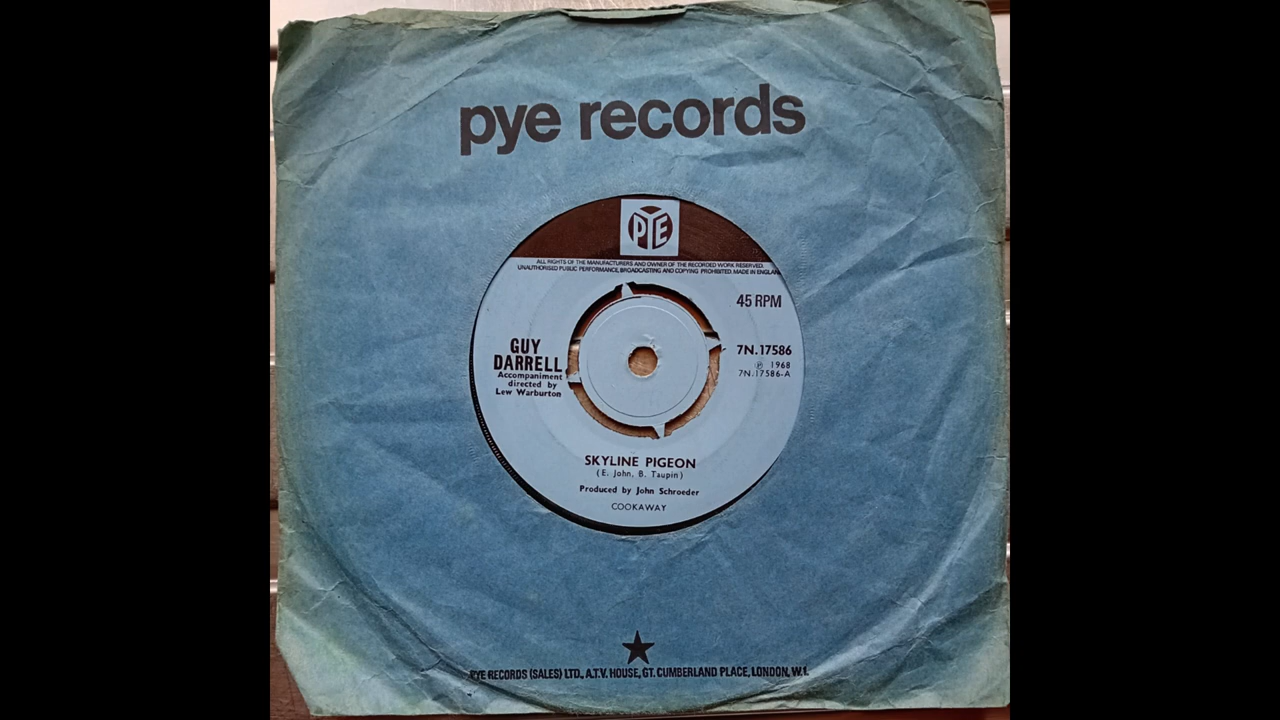 pye records
PYE
ALL RIGHTS OF THE MANUFACTURERS AND OWNER OF THE RECORDED WORK RESERVED.
UNAUTHORISED PUBLIC PERFORMANCE, BROADCASTING AND COPYING PROHIBITED. MADE IN ENGLAN
45 RPM
GUY
DARRELL
Accompaniment
directed by
Lew Warburton
7N.17586
℗ 1968
7N.17586-A
SKYLINE PIGEON
(E. John, B. Taupin)
Produced by John Schroeder
COOKAWAY
PYE RECORDS (SALES) LTD., A.T.V. HOUSE, GT. CUMBERLAND PLACE, LONDON, W.1.